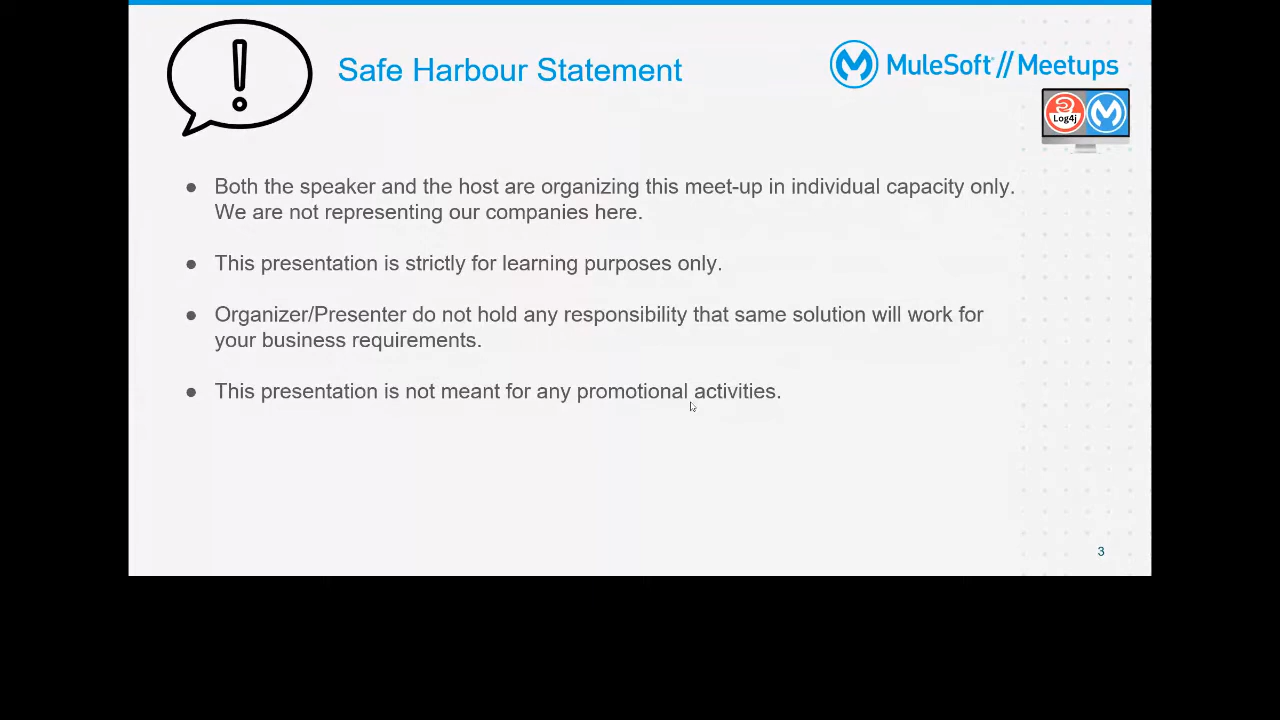 Safe Harbour Statement
MuleSoft // Meetups
Log4j
● Both the speaker and the host are organizing this meet-up in individual capacity only.
We are not representing our companies here.
● This presentation is strictly for learning purposes only.
● Organizer/Presenter do not hold any responsibility that same solution will work for
your business requirements.
● This presentation is not meant for any promotional activities.
3